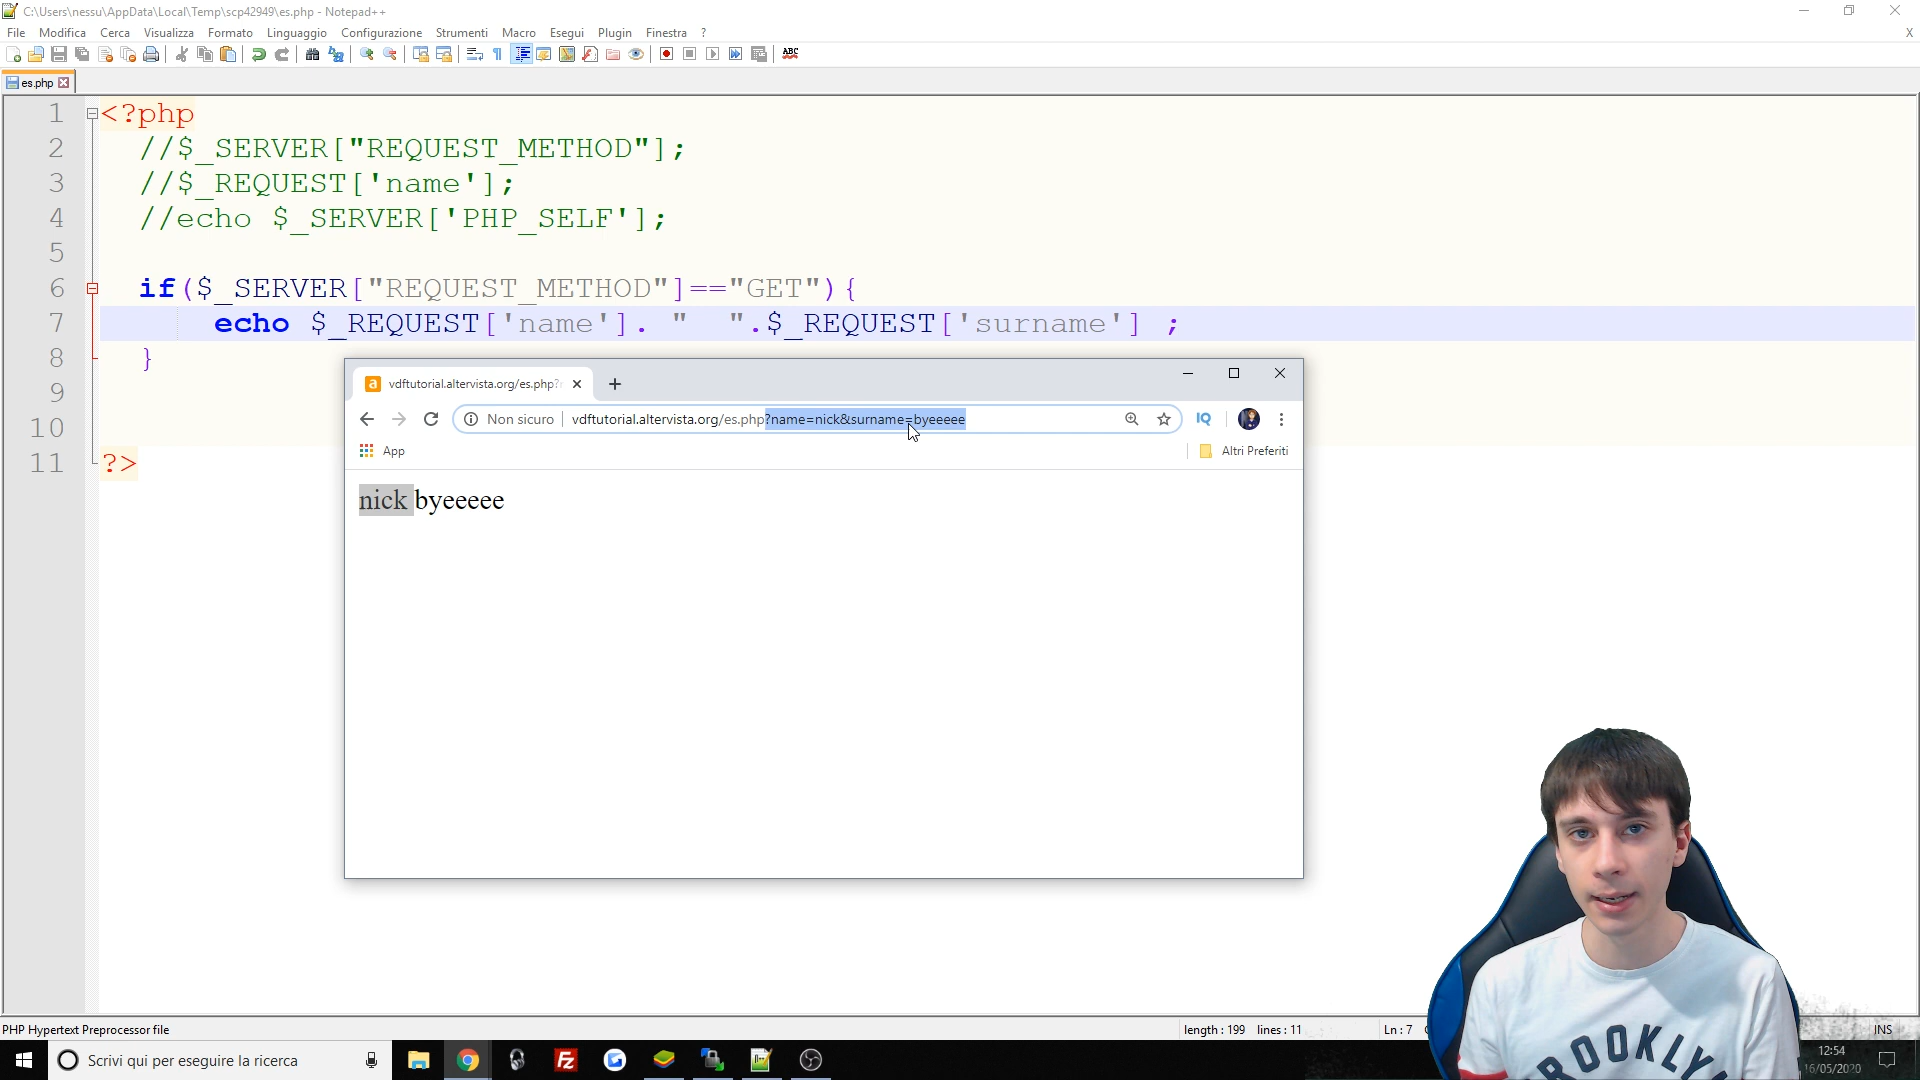 C:\Users\nessu\AppData\Local\Temp\scp42949\es.php - Notepad++
File Modifica Cerca Visualizza Formato Linguaggio Configurazione Strumenti Macro Esegui Plugin Finestra ? X
ABC
es.php
1 <?php
2 //$_SERVER["REQUEST_METHOD"];
3 //$_REQUEST['name'];
4 //echo $_SERVER['PHP_SELF'];
5
6 if($_SERVER["REQUEST_METHOD"]=="GET"){
7 echo $_REQUEST['name']. "  ".$_REQUEST['surname'] ;
8 }
9
10
11 ?>
a vdftutorial.altervista.org/es.php?
Non sicuro vdftutorial.altervista.org/es.php?name=nick&surname=byeeeee IQ
App Altri Preferiti
nick byeeeee
PHP Hypertext Preprocessor file length : 199 lines : 11 Ln : 7 INS
Scrivi qui per eseguire la ricerca
Fz
12:54
16/05/2020
BROOKLY